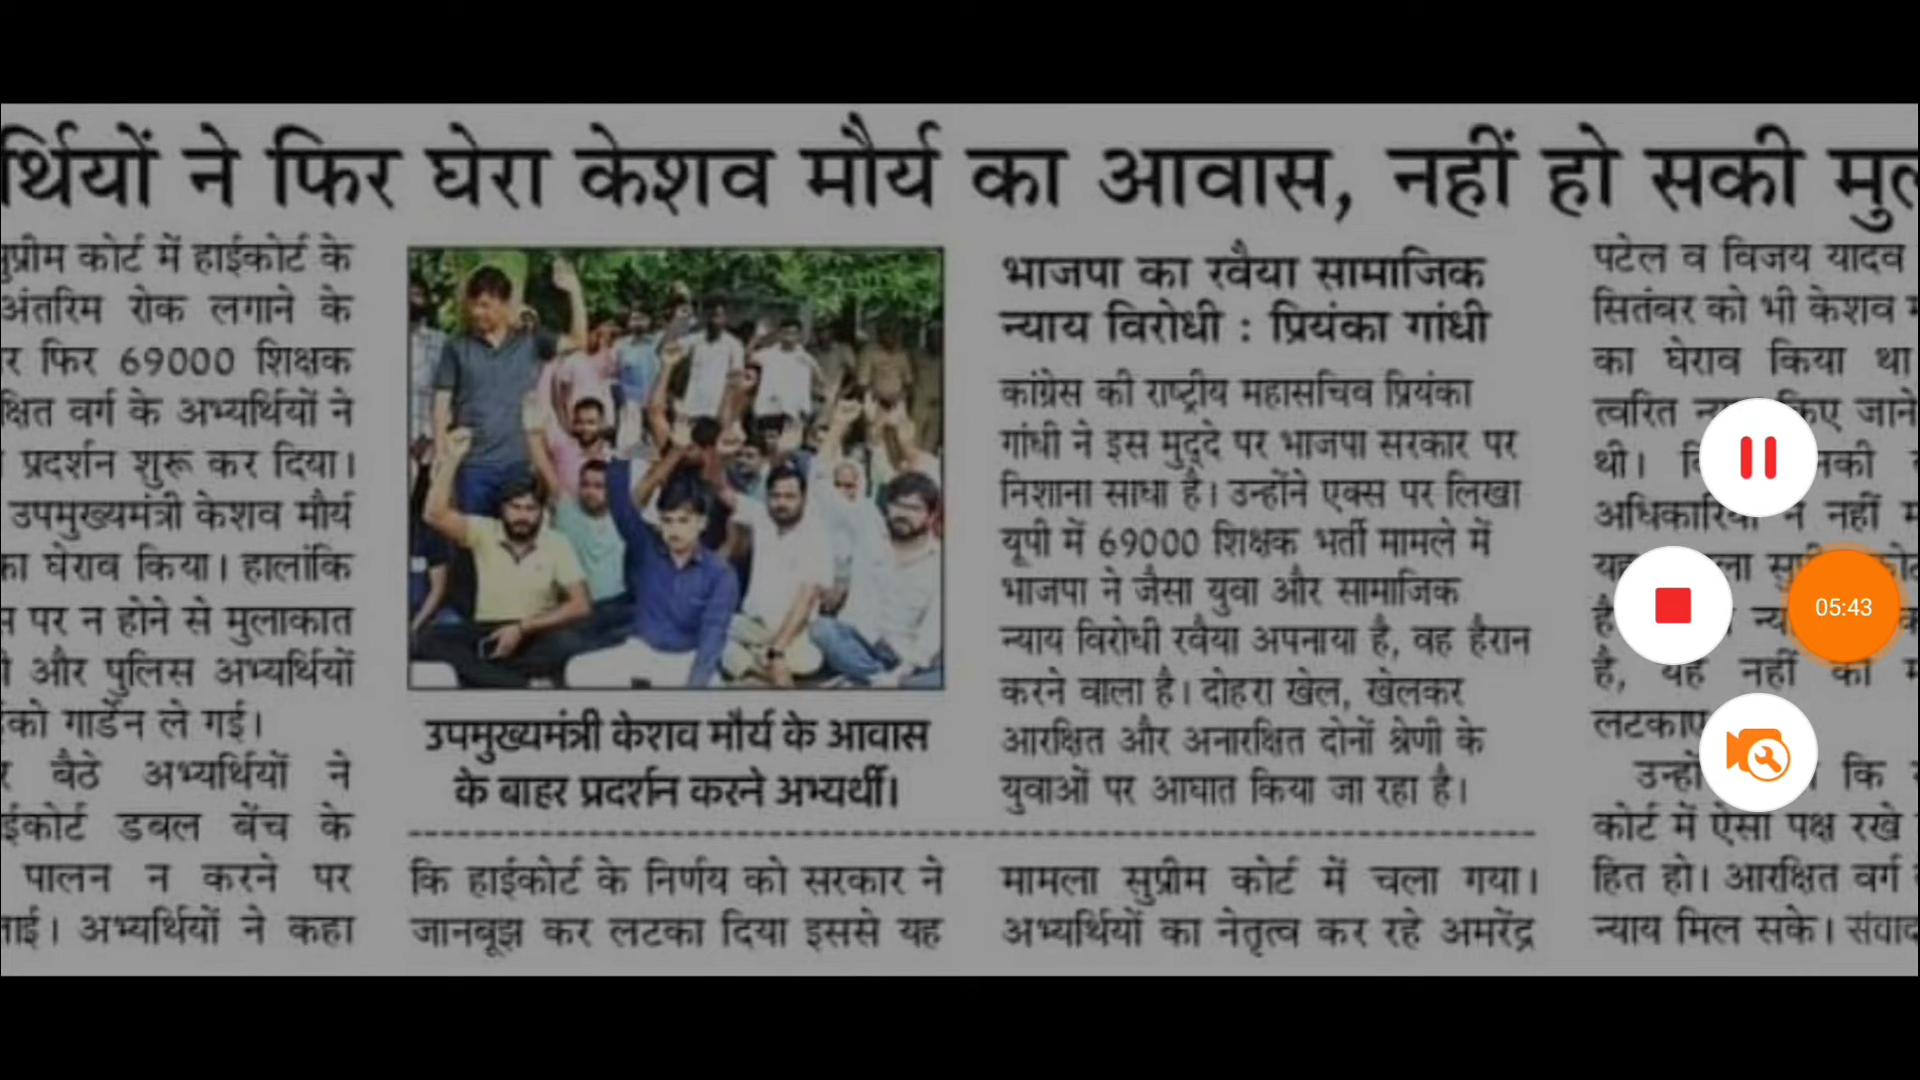 र्थियों ने फिर घेरा केशव मौर्य का आवास, नहीं हो सकी
सुप्रीम कोर्ट में हाईकोर्ट के
अंतरिम रोक लगाने के
र फिर 69000 शिक्षक
क्षित वर्ग के अभ्यर्थियों ने
प्रदर्शन शुरू कर दिया।
उपमुख्यमंत्री केशव मौर्य
का घेराव किया। हालांकि
स पर न होने से मुलाकात
और पुलिस अभ्यर्थियों
को गार्डन ले गई।
र बैठे अभ्यर्थियों ने
ईकोर्ट डबल बेंच के
पालन न करने पर
ाई। अभ्यर्थियों ने कहा
उपमुख्यमंत्री केशव मौर्य के आवास
के बाहर प्रदर्शन करने अभ्यर्थी।
कि हाईकोर्ट के निर्णय को सरकार ने
जानबूझ कर लटका दिया इससे यह
भाजपा का रवैया सामाजिक
न्याय विरोधी : प्रियंका गांधी
कांग्रेस की राष्ट्रीय महासचिव प्रियंका
गांधी ने इस मुद्दे पर भाजपा सरकार पर
निशाना साधा है। उन्होंने एक्स पर लिखा
यूपी में 69000 शिक्षक भर्ती मामले में
भाजपा ने जैसा युवा और सामाजिक
न्याय विरोधी रवैया अपनाया है, वह हैरान
करने वाला है। दोहरा खेल, खेलकर
आरक्षित और अनारक्षित दोनों श्रेणी के
युवाओं पर आघात किया जा रहा है।
मामला सुप्रीम कोर्ट में चला गया।
अभ्यर्थियों का नेतृत्व कर रहे अमरेंद्र
पटेल व विजय यादव
सितंबर को भी केशव
का घेराव किया था
त्वरित किए जाने
थी।
नहीं
है, यह नहीं
कि
कोर्ट में ऐसा पक्ष रखे
हित हो। आरक्षित वर्ग
न्याय मिल सके। संवाद
05:43